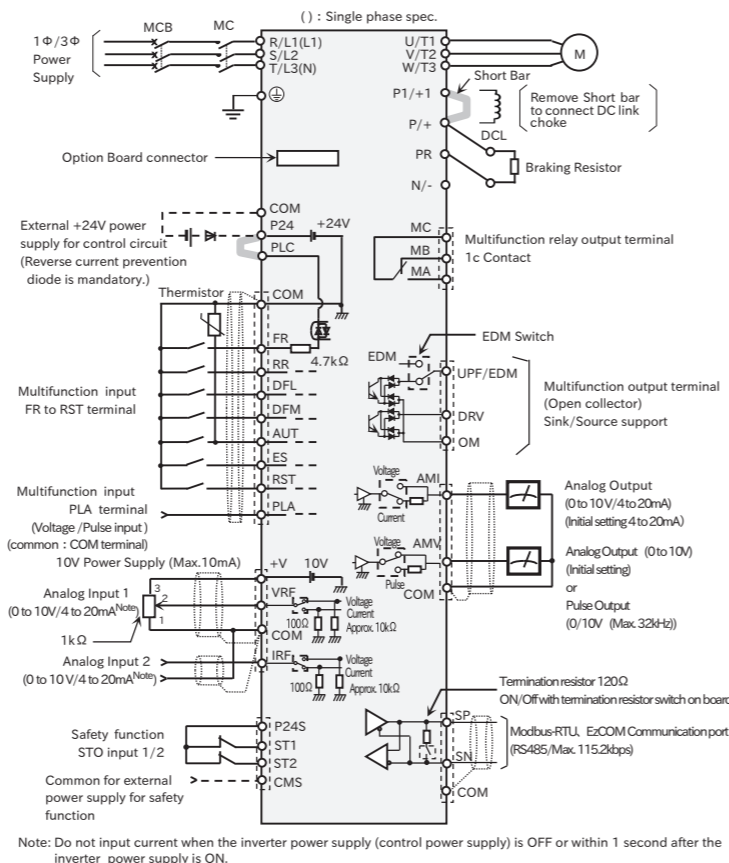 ( ) : Single phase spec.
MCB
MC
1Φ/3Φ
Power
Supply
R/L1(L1)
S/L2
T/L3(N)
U/T1
V/T2
W/T3
M
Short Bar
P1/+1
Remove Short bar
to connect DC link
choke
P/+
DCL
PR
Braking Resistor
N/-
Option Board connector
COM
P24
+24V
PLC
External +24V power
supply for control circuit
(Reverse current prevention
diode is mandatory.)
MC
MB
MA
Multifunction relay output terminal
1c Contact
Thermistor
COM
FR
4.7kΩ
RR
DFL
DFM
AUT
ES
RST
PLA
Multifunction input
FR to RST terminal
EDM Switch
EDM
UPF/EDM
DRV
OM
Multifunction output terminal
(Open collector)
Sink/Source support
Multifunction input
PLA terminal
(Voltage /Pulse input )
(common : COM terminal)
Voltage
AMI
Current
Analog Output
(0 to 10 V/4 to 20mA)
(Initial setting 4 to 20mA)
Voltage
AMV
Pulse
COM
Analog Output (0 to 10V)
(Initial setting)
or
Pulse Output
(0/10V (Max. 32kHz))
10V Power Supply (Max.10mA)
+V
10V
Analog Input 1
(0 to 10V/4 to 20mANote)
3
2
1
1kΩ
VRF
Voltage
Current
100Ω
Approx. 10kΩ
COM
Analog Input 2
(0 to 10V/4 to 20mANote)
IRF
Voltage
Current
100Ω
Approx. 10kΩ
Termination resistor 120Ω
ON/Off with termination resistor switch on board
SP
SN
COM
Modbus-RTU, EzCOM Communication port
(RS485/Max. 115.2kbps)
Safety function
STO input 1/2
P24S
ST1
ST2
CMS
Common for external
power supply for safety
function
Note: Do not input current when the inverter power supply (control power supply) is OFF or within 1 second after the
inverter power supply is ON.